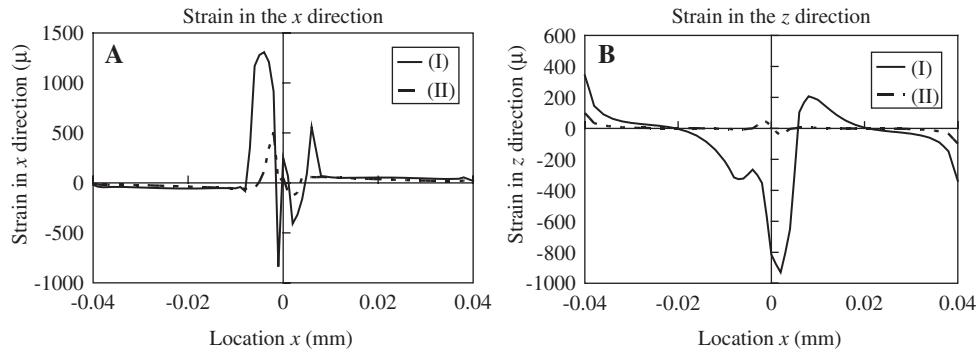 Strain in the x direction
A
(I)
(II)
1500
1000
500
0
-500
-1000
Strain in x direction (µ)
-0.04
-0.02
0
0.02
0.04
Location x (mm)
Strain in the z direction
B
(I)
(II)
600
400
200
0
-200
-400
-600
-800
-1000
Strain in z direction (µ)
-0.04
-0.02
0
0.02
0.04
Location x (mm)